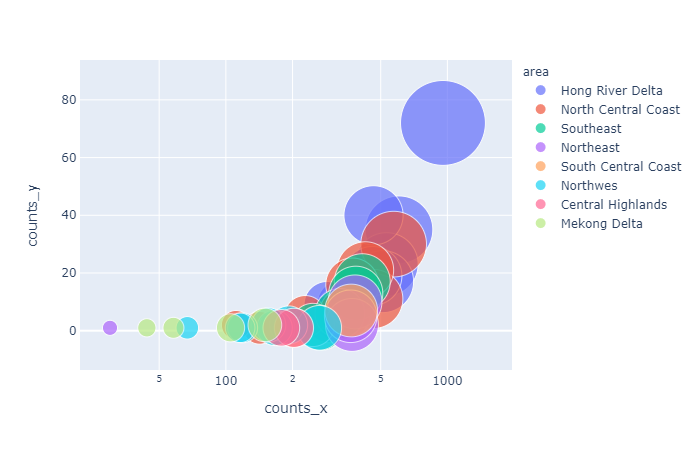 area
Hong River Delta
North Central Coast
Southeast
Northeast
South Central Coast
Northwes
Central Highlands
Mekong Delta
counts_y
80
60
40
20
0
5
100
2
5
1000
counts_x